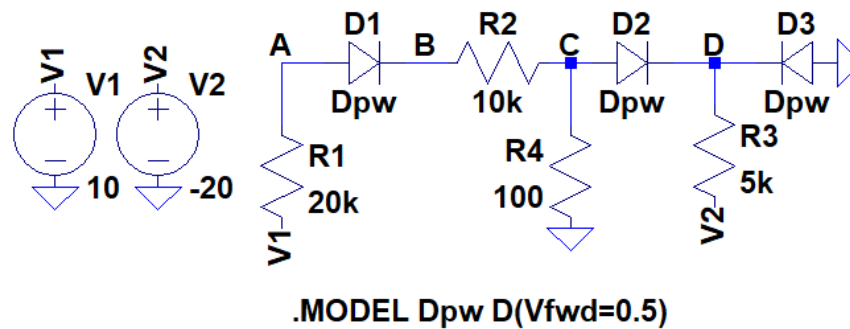 V1
V1
10
V2
V2
-20
A
D1
Dpw
B
R2
10k
C
D2
Dpw
D
D3
Dpw
R1
20k
V1
R4
100
R3
5k
V2
.MODEL Dpw D(Vfwd=0.5)